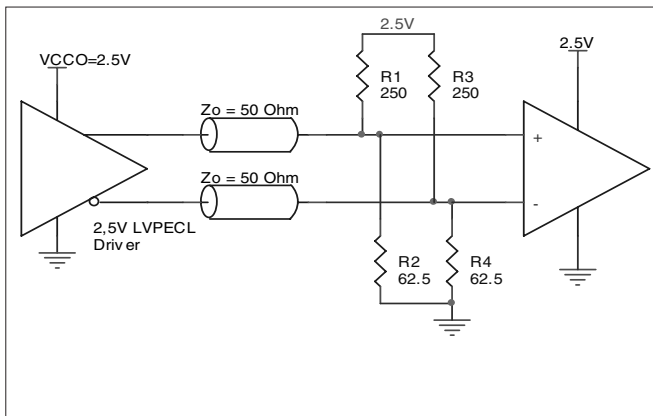 2.5V
VCCO=2.5V
2.5V
R1
250
R3
250
Zo = 50 Ohm
+
Zo = 50 Ohm
-
2,5V LVPECL
Driver
R2
62.5
R4
62.5